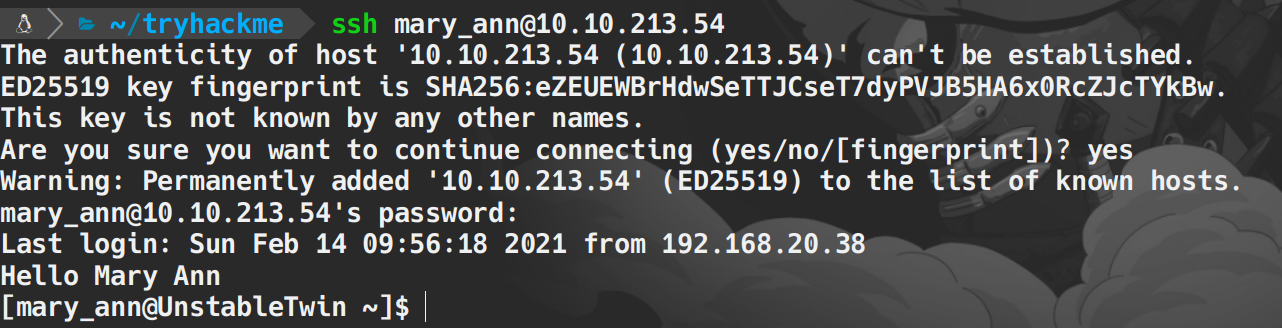 ~/tryhackme ssh mary_ann@10.10.213.54
The authenticity of host '10.10.213.54 (10.10.213.54)' can't be established.
ED25519 key fingerprint is SHA256:eZEUEWBrHdwSeTTJCseT7dyPVJB5HA6x0RcZJcTYkBw.
This key is not known by any other names.
Are you sure you want to continue connecting (yes/no/[fingerprint])? yes
Warning: Permanently added '10.10.213.54' (ED25519) to the list of known hosts.
mary_ann@10.10.213.54's password:
Last login: Sun Feb 14 09:56:18 2021 from 192.168.20.38
Hello Mary Ann
[mary_ann@UnstableTwin ~]$